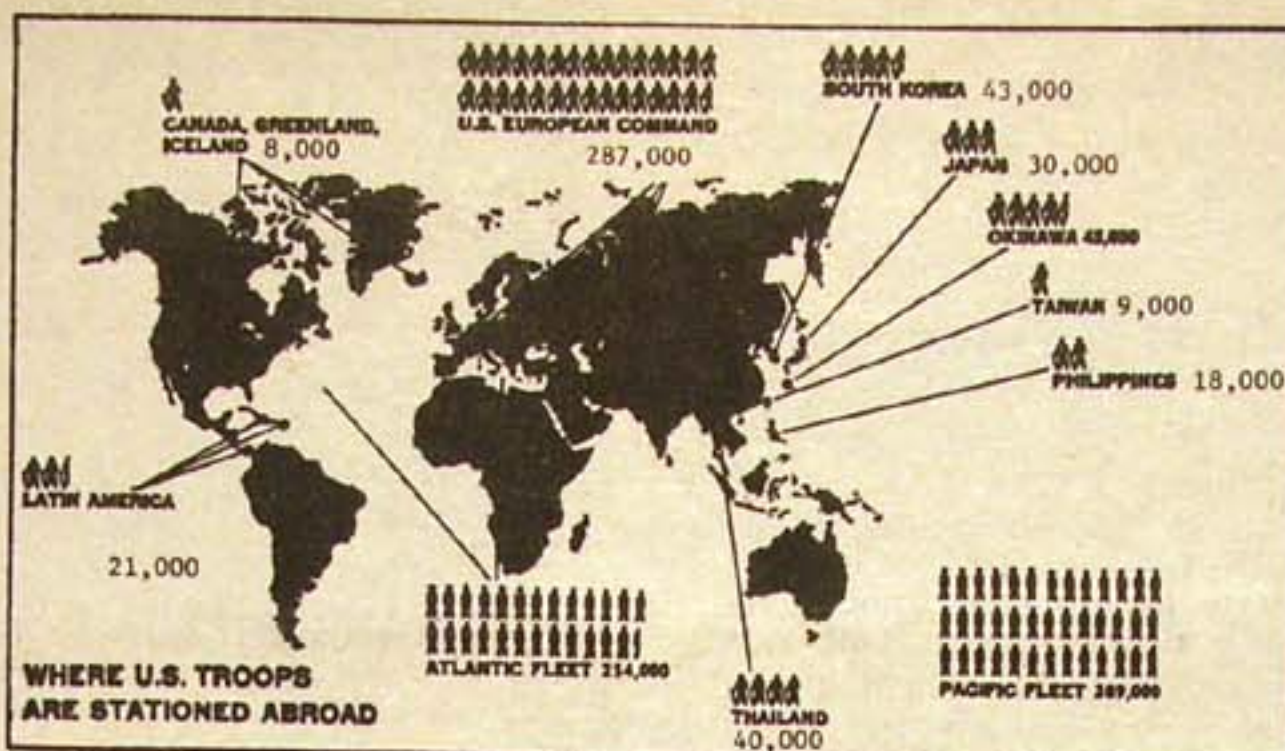 CANADA, GREENLAND,
ICELAND 8,000
U.S. EUROPEAN COMMAND
287,000
SOUTH KOREA 43,000
JAPAN 30,000
OKINAWA
TAIWAN 9,000
PHILIPPINES 18,000
LATIN AMERICA
21,000
ATLANTIC FLEET
PACIFIC FLEET
THAILAND
40,000
WHERE U.S. TROOPS
ARE STATIONED ABROAD